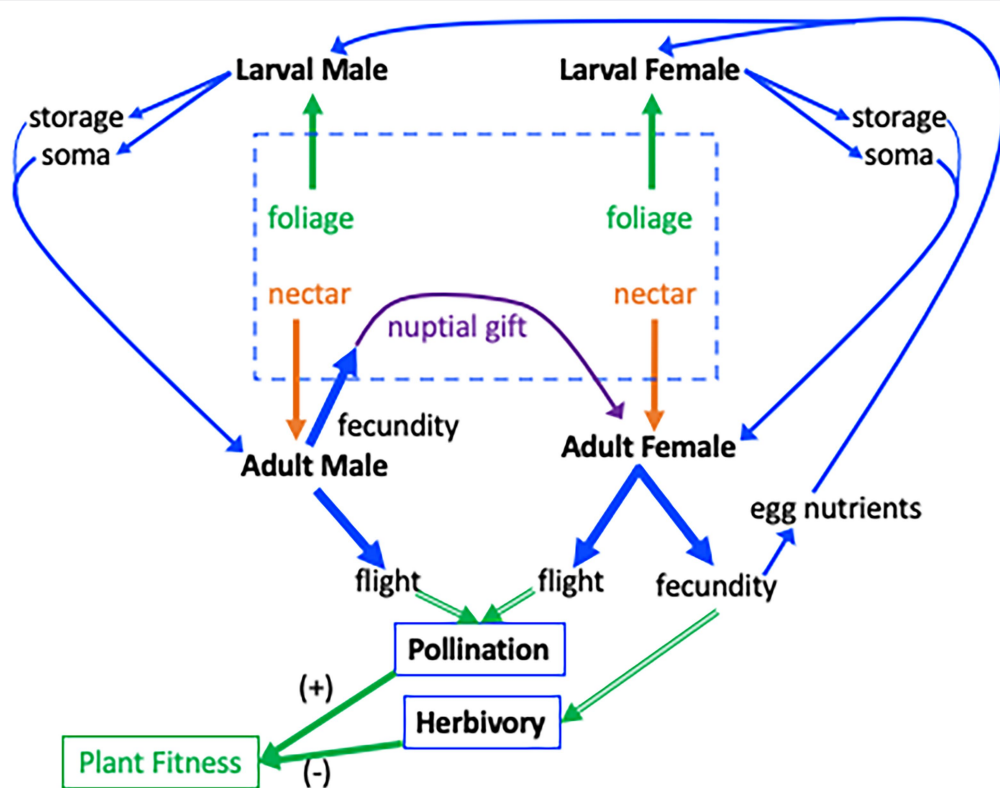 Larval Male
Larval Female
storage
soma
storage
soma
foliage
foliage
nectar
nectar
nuptial gift
fecundity
Adult Male
Adult Female
egg nutrients
flight
flight
fecundity
Pollination
(+)
Herbivory
Plant Fitness
(-)